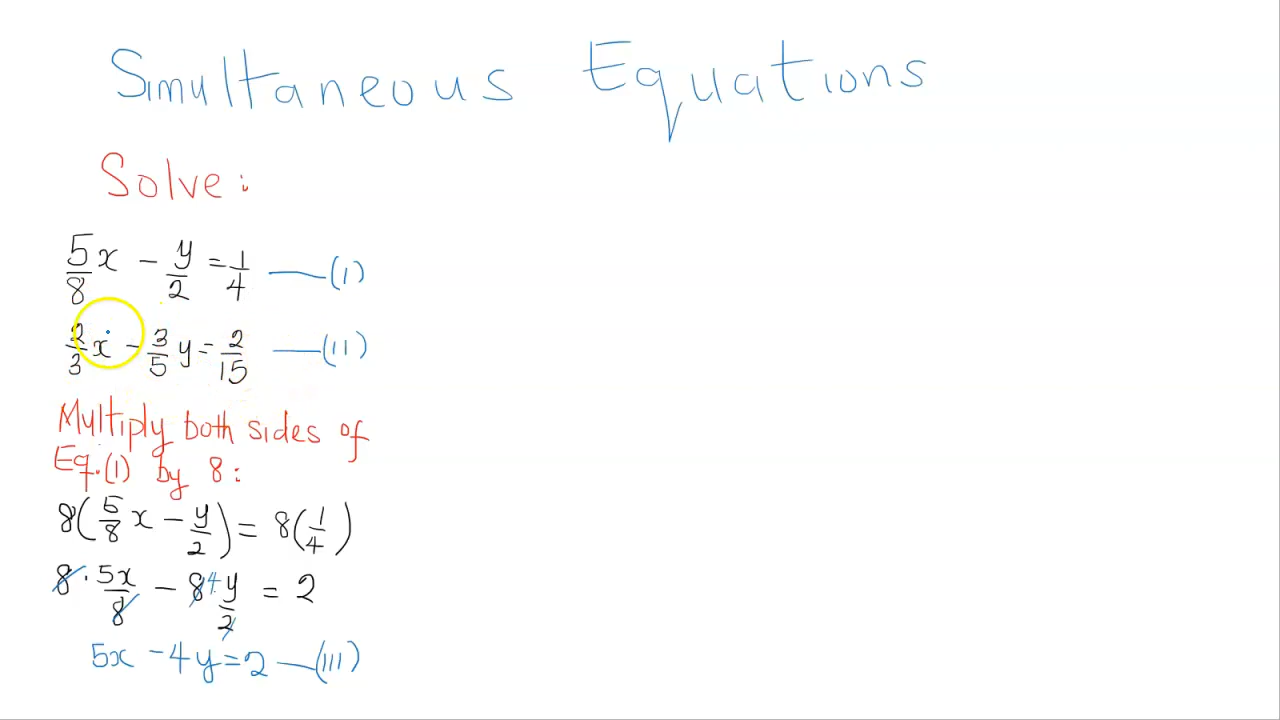 Simultaneous Equations
Solve:
5/8 x - y/2 = 1/4 —(I)
2/3 x - 3/5 y = 2/15 —(II)
Multiply both sides of
Eq.(I) by 8:
8(5/8 x - y/2) = 8(1/4)
8 · 5x/8 - 8 4 · y/2 = 2
5x - 4y = 2 —(III)